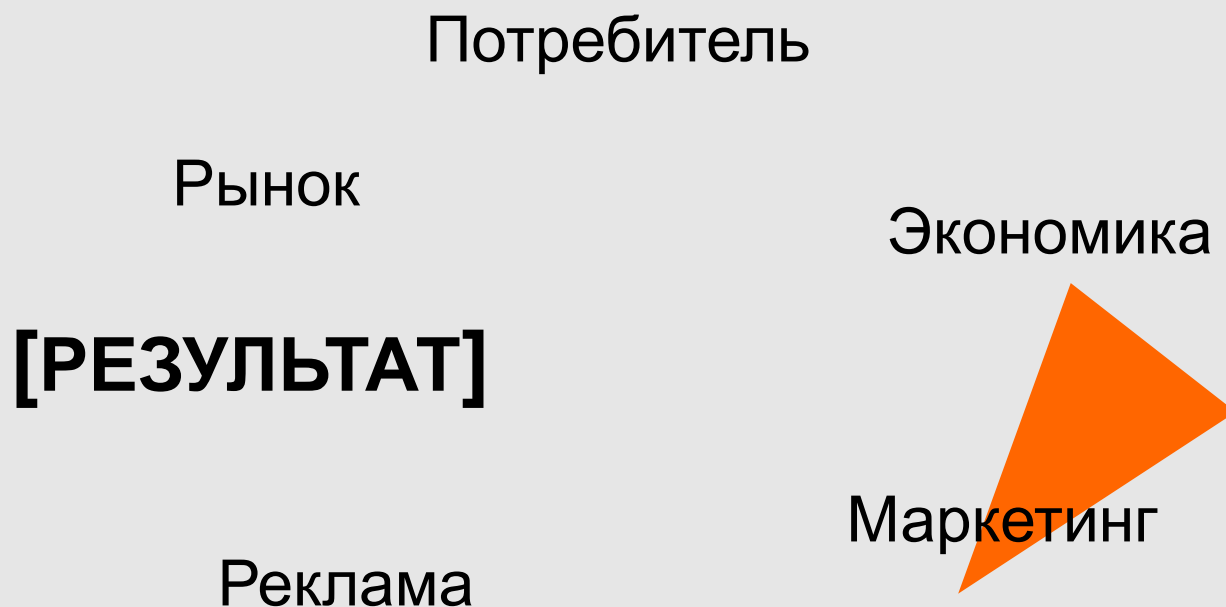 Потребитель
Рынок
Экономика
[РЕЗУЛЬТАТ]
Маркетинг
Реклама